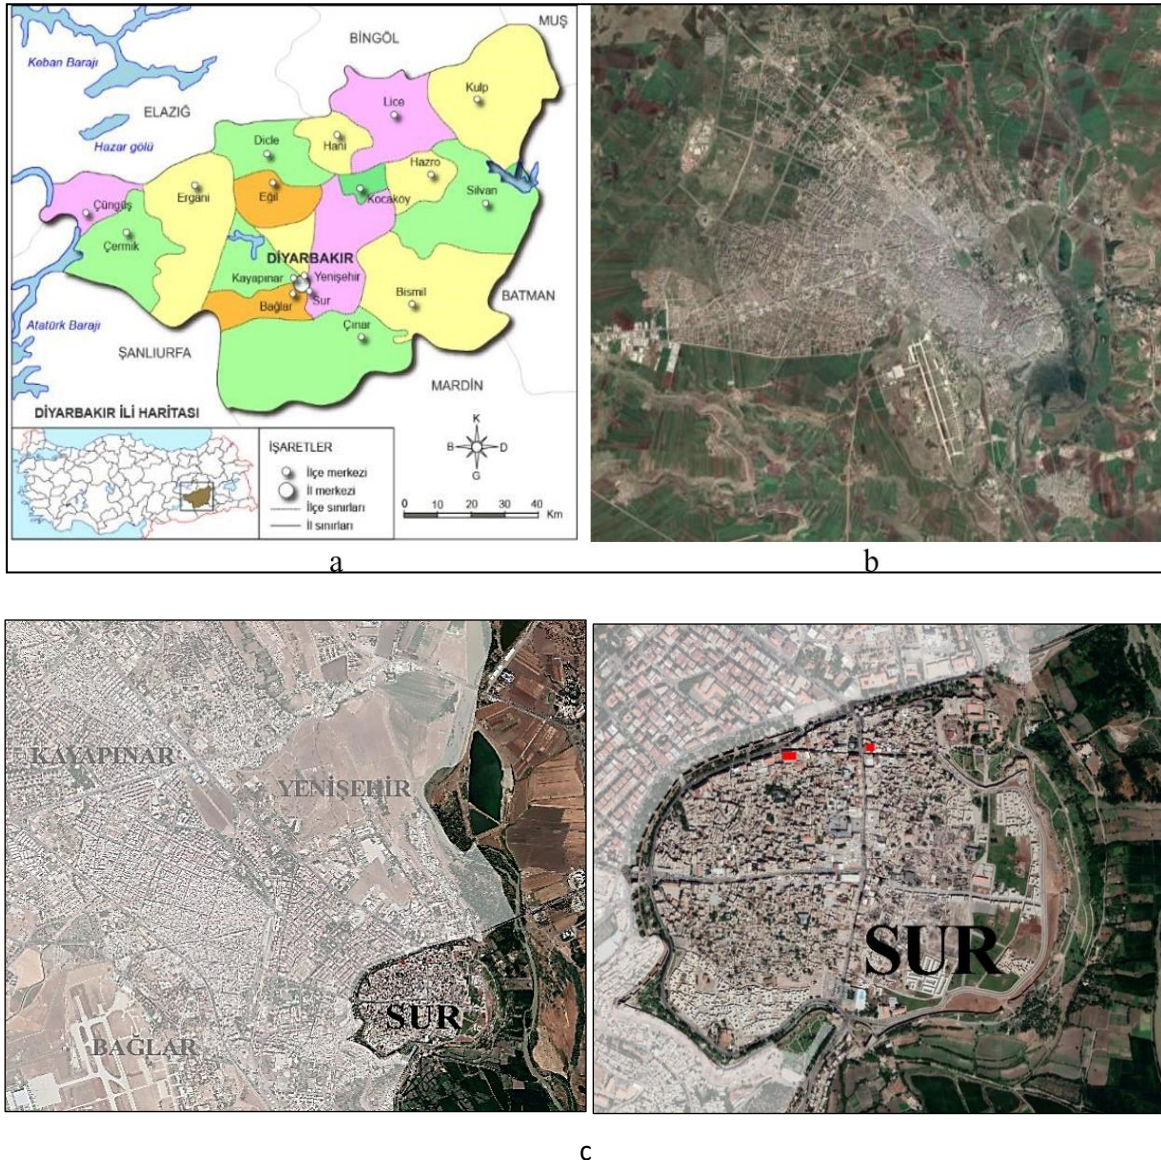 MUŞ
BİNGÖL
Keban Barajı
Kulp
Lice
ELAZIĞ
Dicle
Hani
Hazar gölü
Hazro
Ergani
Eğil
Silvan
Kocaköy
Çüngüş
Çermik
DİYARBAKIR
Kayapınar
Yenişehir
Bismil
BATMAN
Bağlar
Sur
Atatürk Barajı
Çınar
ŞANLIURFA
MARDİN
DİYARBAKIR İLİ HARİTASI
K
B D
G
İŞARETLER
İlçe merkezi
İl merkezi
İlçe sınırları
İl sınırları
0 10 20 30 40
Km
a
b
KAYAPINAR
YENİŞEHİR
SUR
BAĞLAR
SUR
c